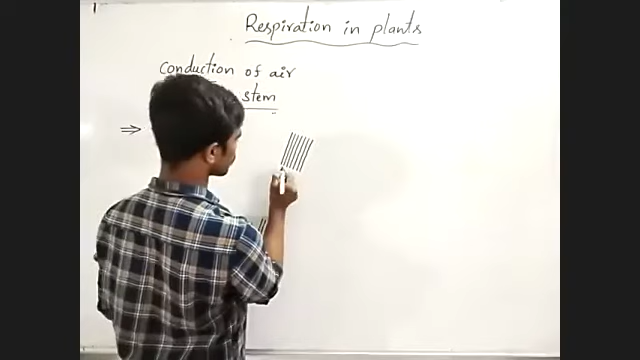 Respiration in plants
conduction of air
stem